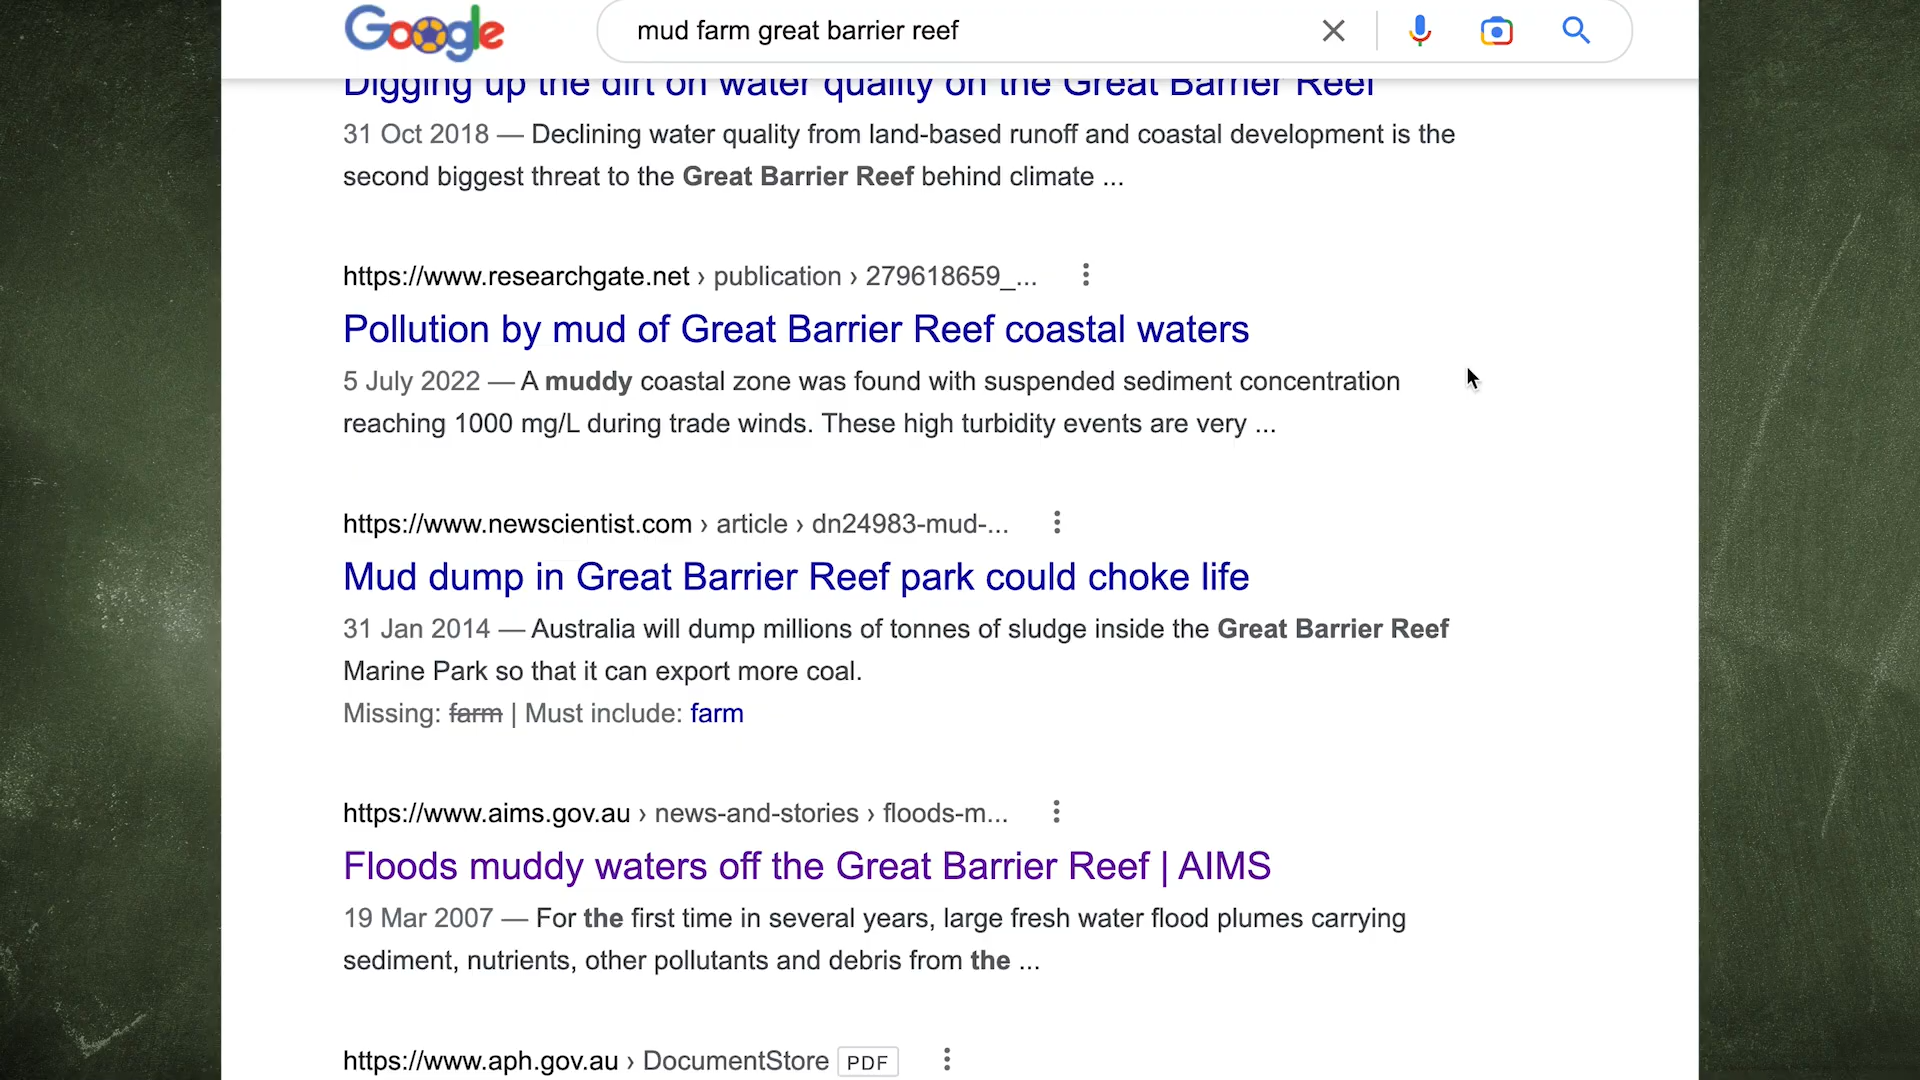 Google
mud farm great barrier reef
Digging up the dirt on water quality on the Great Barrier Reef
31 Oct 2018 — Declining water quality from land-based runoff and coastal development is the
second biggest threat to the Great Barrier Reef behind climate ...
https://www.researchgate.net › publication › 279618659_...
Pollution by mud of Great Barrier Reef coastal waters
5 July 2022 — A muddy coastal zone was found with suspended sediment concentration
reaching 1000 mg/L during trade winds. These high turbidity events are very ...
https://www.newscientist.com › article › dn24983-mud-...
Mud dump in Great Barrier Reef park could choke life
31 Jan 2014 — Australia will dump millions of tonnes of sludge inside the Great Barrier Reef
Marine Park so that it can export more coal.
Missing: farm | Must include: farm
https://www.aims.gov.au › news-and-stories › floods-m...
Floods muddy waters off the Great Barrier Reef | AIMS
19 Mar 2007 — For the first time in several years, large fresh water flood plumes carrying
sediment, nutrients, other pollutants and debris from the ...
https://www.aph.gov.au › DocumentStore PDF